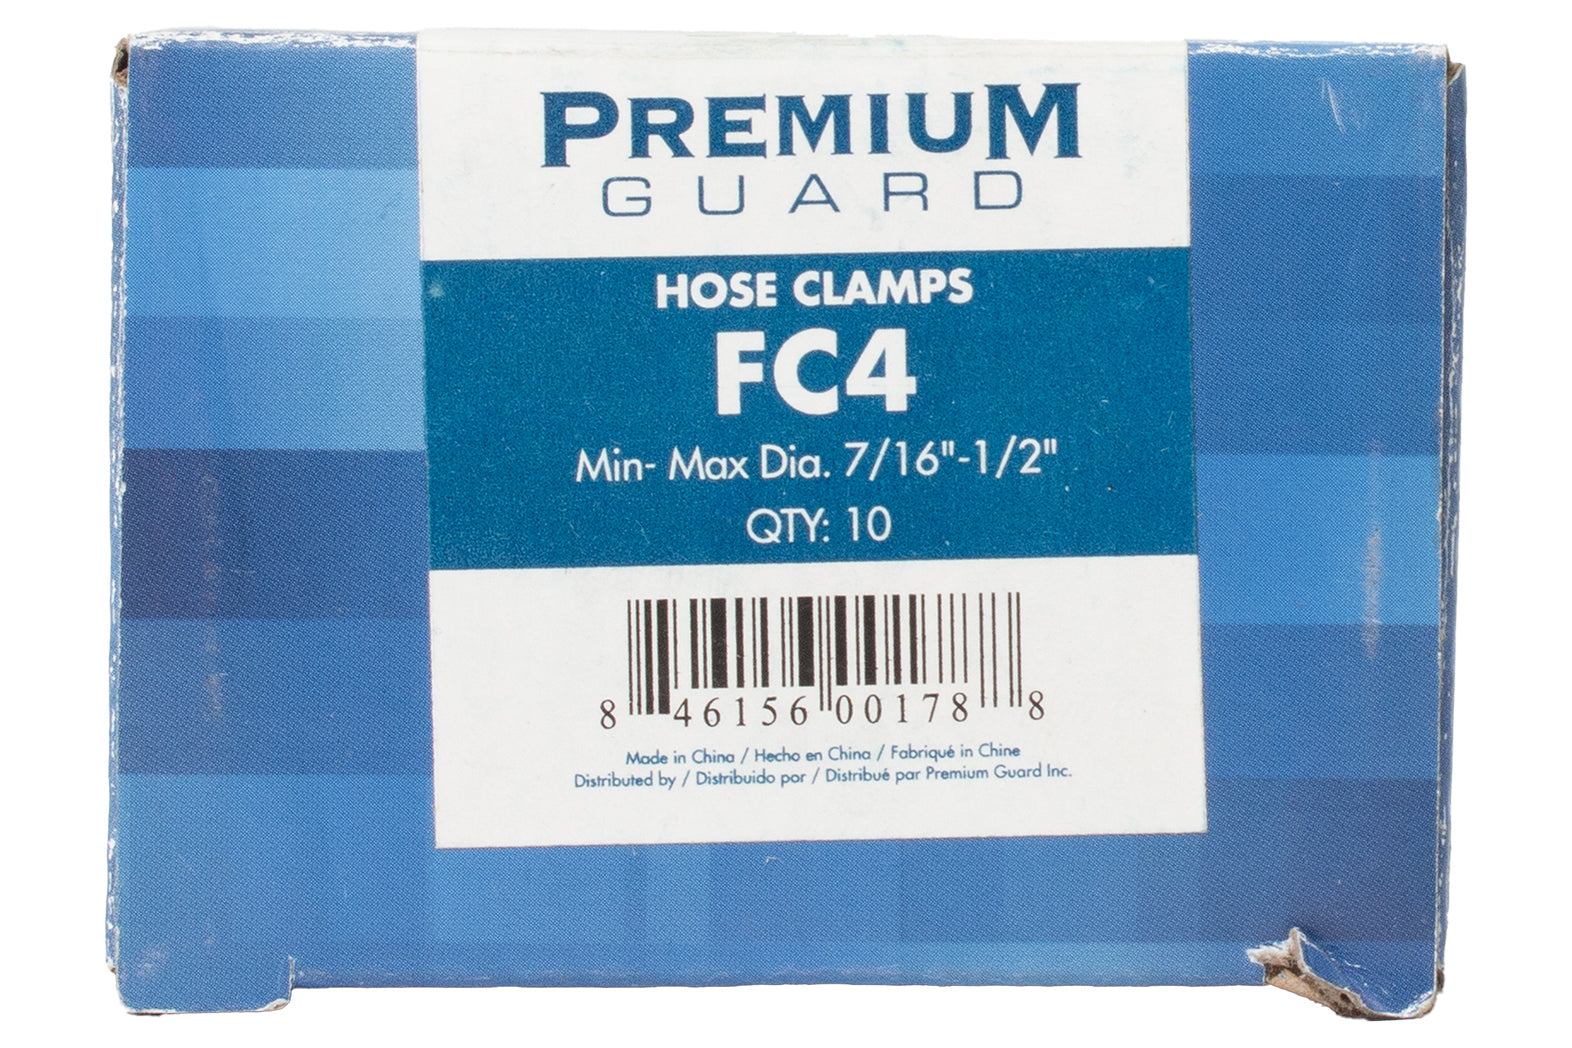 PREMIUM
GUARD
HOSE CLAMPS
FC4
Min- Max Dia. 7/16"-1/2"
QTY: 10
8 46156 00178 8
Made in China / Hecho en China / Fabriqué in Chine
Distributed by / Distribuido por / Distribué par Premium Guard Inc.